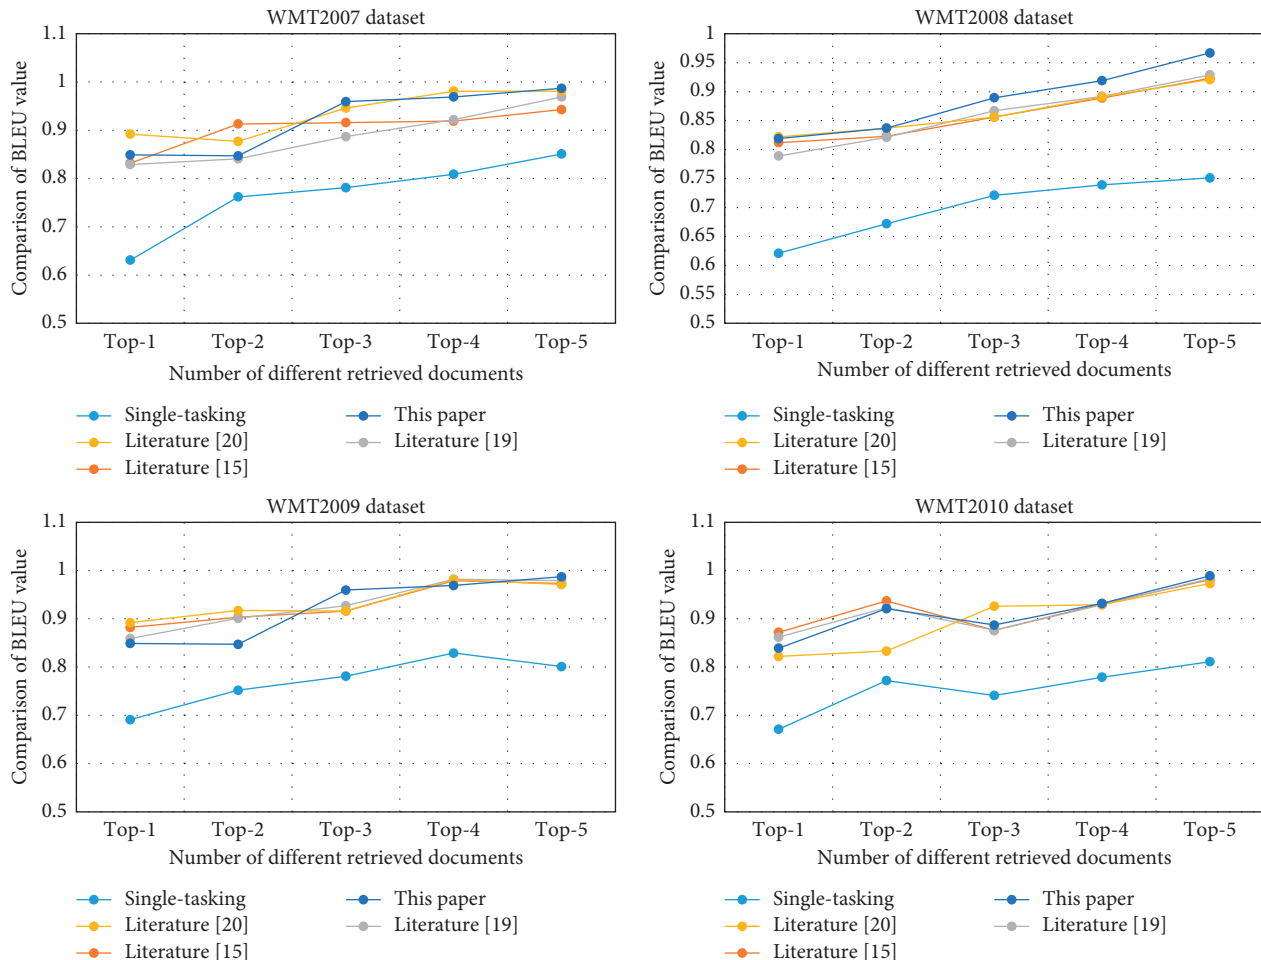 WMT2007 dataset
Comparison of BLEU value
1.1
1
0.9
0.8
0.7
0.6
0.5
Top-1 Top-2 Top-3 Top-4 Top-5
Number of different retrieved documents
Single-tasking This paper
Literature [20] Literature [19]
Literature [15]
WMT2008 dataset
Comparison of BLEU value
1
0.95
0.9
0.85
0.8
0.75
0.7
0.65
0.6
0.55
0.5
Top-1 Top-2 Top-3 Top-4 Top-5
Number of different retrieved documents
Single-tasking This paper
Literature [20] Literature [19]
Literature [15]
WMT2009 dataset
Comparison of BLEU value
1.1
1
0.9
0.8
0.7
0.6
0.5
Top-1 Top-2 Top-3 Top-4 Top-5
Number of different retrieved documents
Single-tasking This paper
Literature [20] Literature [19]
Literature [15]
WMT2010 dataset
Comparison of BLEU value
1.1
1
0.9
0.8
0.7
0.6
0.5
Top-1 Top-2 Top-3 Top-4 Top-5
Number of different retrieved documents
Single-tasking This paper
Literature [20] Literature [19]
Literature [15]